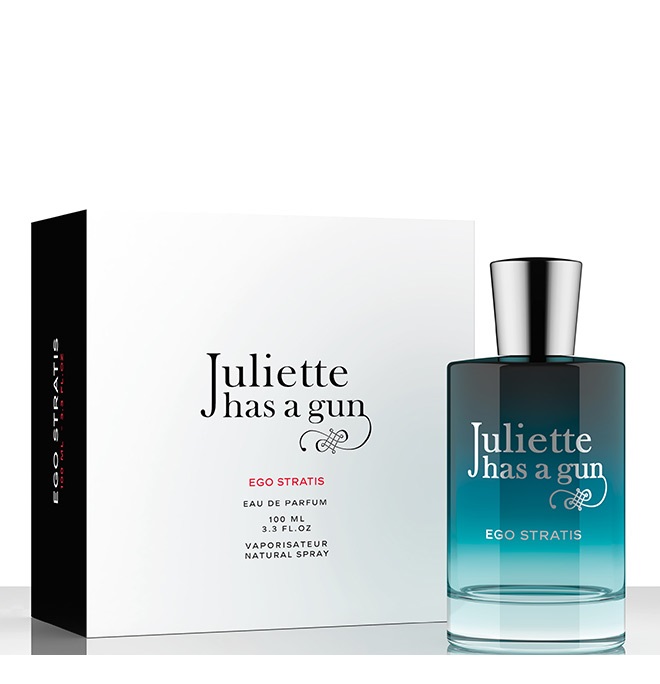 EGO STRATIS
100 ML - 3.3 FL.OZ
Juliette
has a gun
EGO STRATIS
EAU DE PARFUM
100 ML
3.3 FL.OZ
VAPORISATEUR
NATURAL SPRAY
Juliette
has a gun
EGO STRATIS